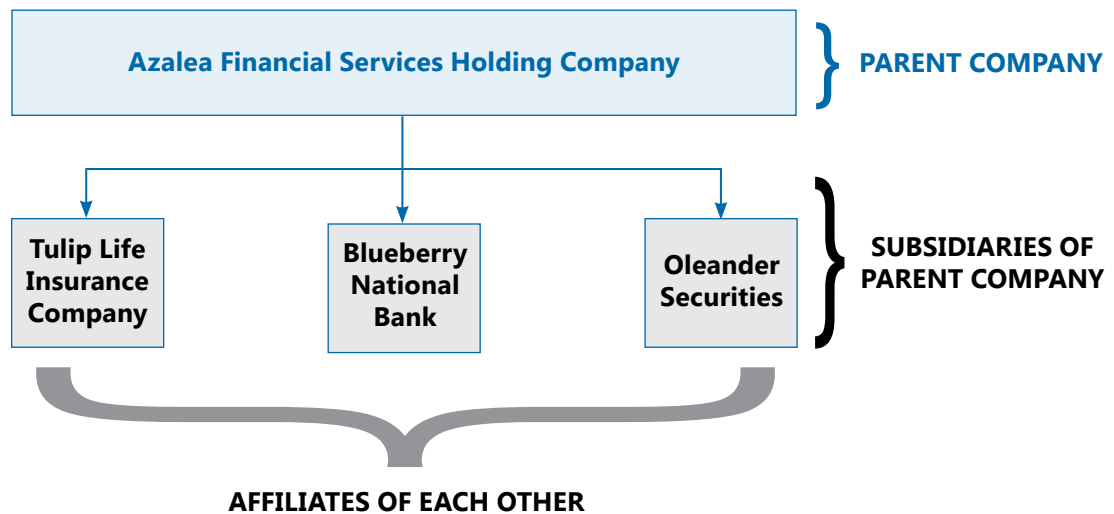 Azalea Financial Services Holding Company
PARENT COMPANY
Tulip Life
Insurance
Company
Blueberry
National
Bank
Oleander
Securities
SUBSIDIARIES OF
PARENT COMPANY
AFFILIATES OF EACH OTHER